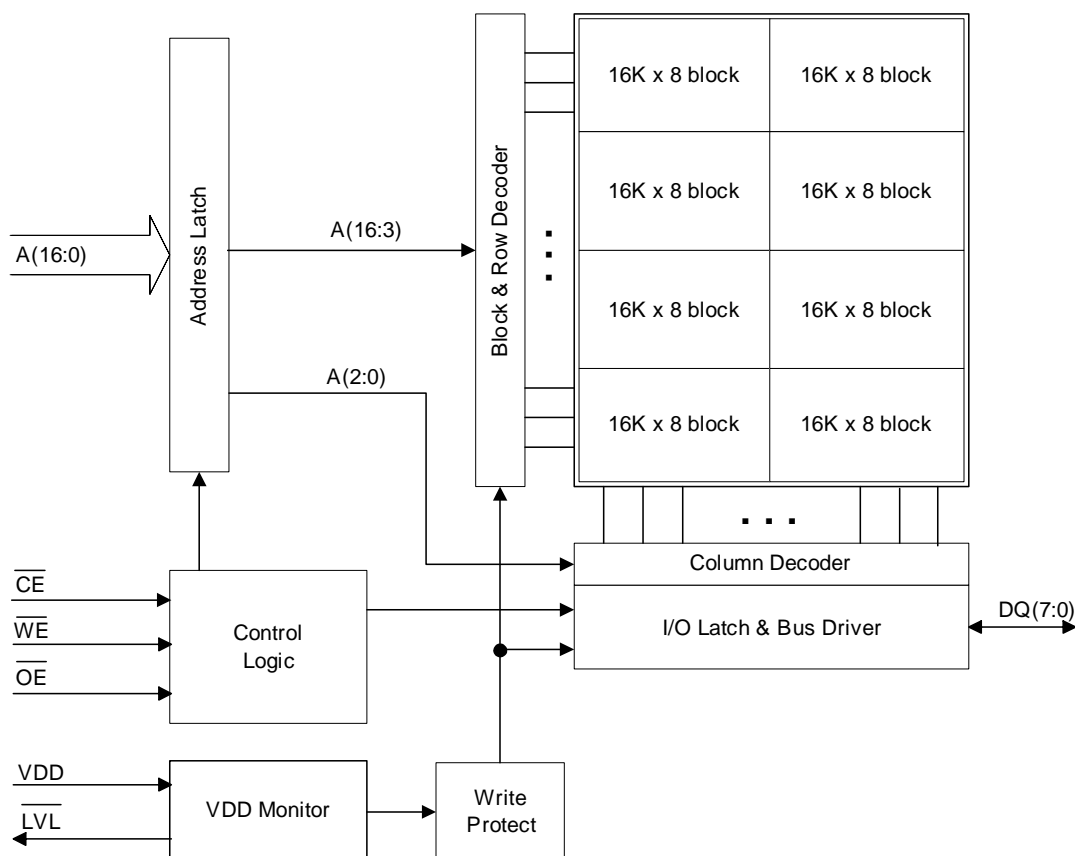 16K x 8 block 16K x 8 block
16K x 8 block 16K x 8 block
16K x 8 block 16K x 8 block
16K x 8 block 16K x 8 block
Address Latch
Block & Row Decoder
A(16:0)
A(16:3)
A(2:0)
. . .
Column Decoder
I/O Latch & Bus Driver
DQ(7:0)
CE
WE
OE
Control
Logic
VDD
LVL
VDD Monitor
Write
Protect